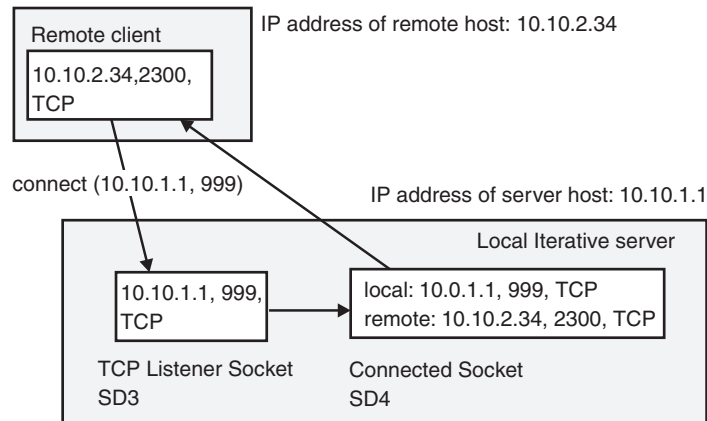 IP address of remote host: 10.10.2.34
Remote client
10.10.2.34,2300,
TCP
connect (10.10.1.1, 999)
IP address of server host: 10.10.1.1
Local Iterative server
10.10.1.1, 999,
TCP
local: 10.0.1.1, 999, TCP
remote: 10.10.2.34, 2300, TCP
TCP Listener Socket
SD3
Connected Socket
SD4